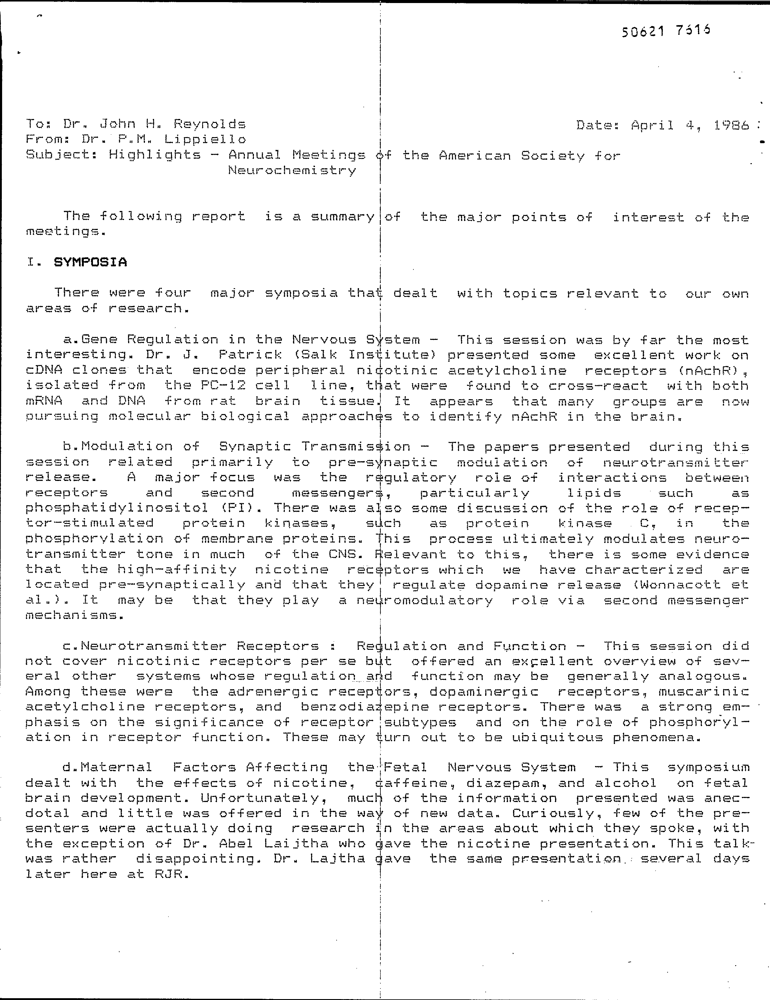 50621 7616
To: Dr. John H. Reynolds Date: April 4, 1986
From: Dr. P.M. Lippiello
Subject: Highlights - Annual Meetings of the American Society for
Neurochemistry
The following report is a summary of the major points of interest of the
meetings.
I. SYMPOSIA
There were four major symposia that dealt with topics relevant to our own
areas of research.
a.Gene Regulation in the Nervous System - This session was by far the most
interesting. Dr. J. Patrick (Salk Institute) presented some excellent work on
cDNA clones that encode peripheral nicotinic acetylcholine receptors (nAchR),
isolated from the PC-12 cell line, that were found to cross-react with both
mRNA and DNA from rat brain tissue. It appears that many groups are now
pursuing molecular biological approaches to identify nAchR in the brain.
b.Modulation of Synaptic Transmission - The papers presented during this
session related primarily to pre-synaptic modulation of neurotransmitter
release. A major focus was the regulatory role of interactions between
receptors and second messengers, particularly lipids such as
phosphatidylinositol (PI). There was also some discussion of the role of recep-
tor-stimulated protein kinases, such as protein kinase C, in the
phosphorylation of membrane proteins. This process ultimately modulates neuro-
transmitter tone in much of the CNS. Relevant to this, there is some evidence
that the high-affinity nicotine receptors which we have characterized are
located pre-synaptically and that they regulate dopamine release (Wonnacott et
al.). It may be that they play a neuromodulatory role via second messenger
mechanisms.
c.Neurotransmitter Receptors : Regulation and Function - This session did
not cover nicotinic receptors per se but offered an excellent overview of sev-
eral other systems whose regulation and function may be generally analogous.
Among these were the adrenergic receptors, dopaminergic receptors, muscarinic
acetylcholine receptors, and benzodiazepine receptors. There was a strong em-
phasis on the significance of receptor subtypes and on the role of phosphoryl-
ation in receptor function. These may turn out to be ubiquitous phenomena.
d.Maternal Factors Affecting the Fetal Nervous System - This symposium
dealt with the effects of nicotine, caffeine, diazepam, and alcohol on fetal
brain development. Unfortunately, much of the information presented was anec-
dotal and little was offered in the way of new data. Curiously, few of the pre-
senters were actually doing research in the areas about which they spoke, with
the exception of Dr. Abel Laijtha who gave the nicotine presentation. This talk
was rather disappointing. Dr. Lajtha gave the same presentation several days
later here at RJR.